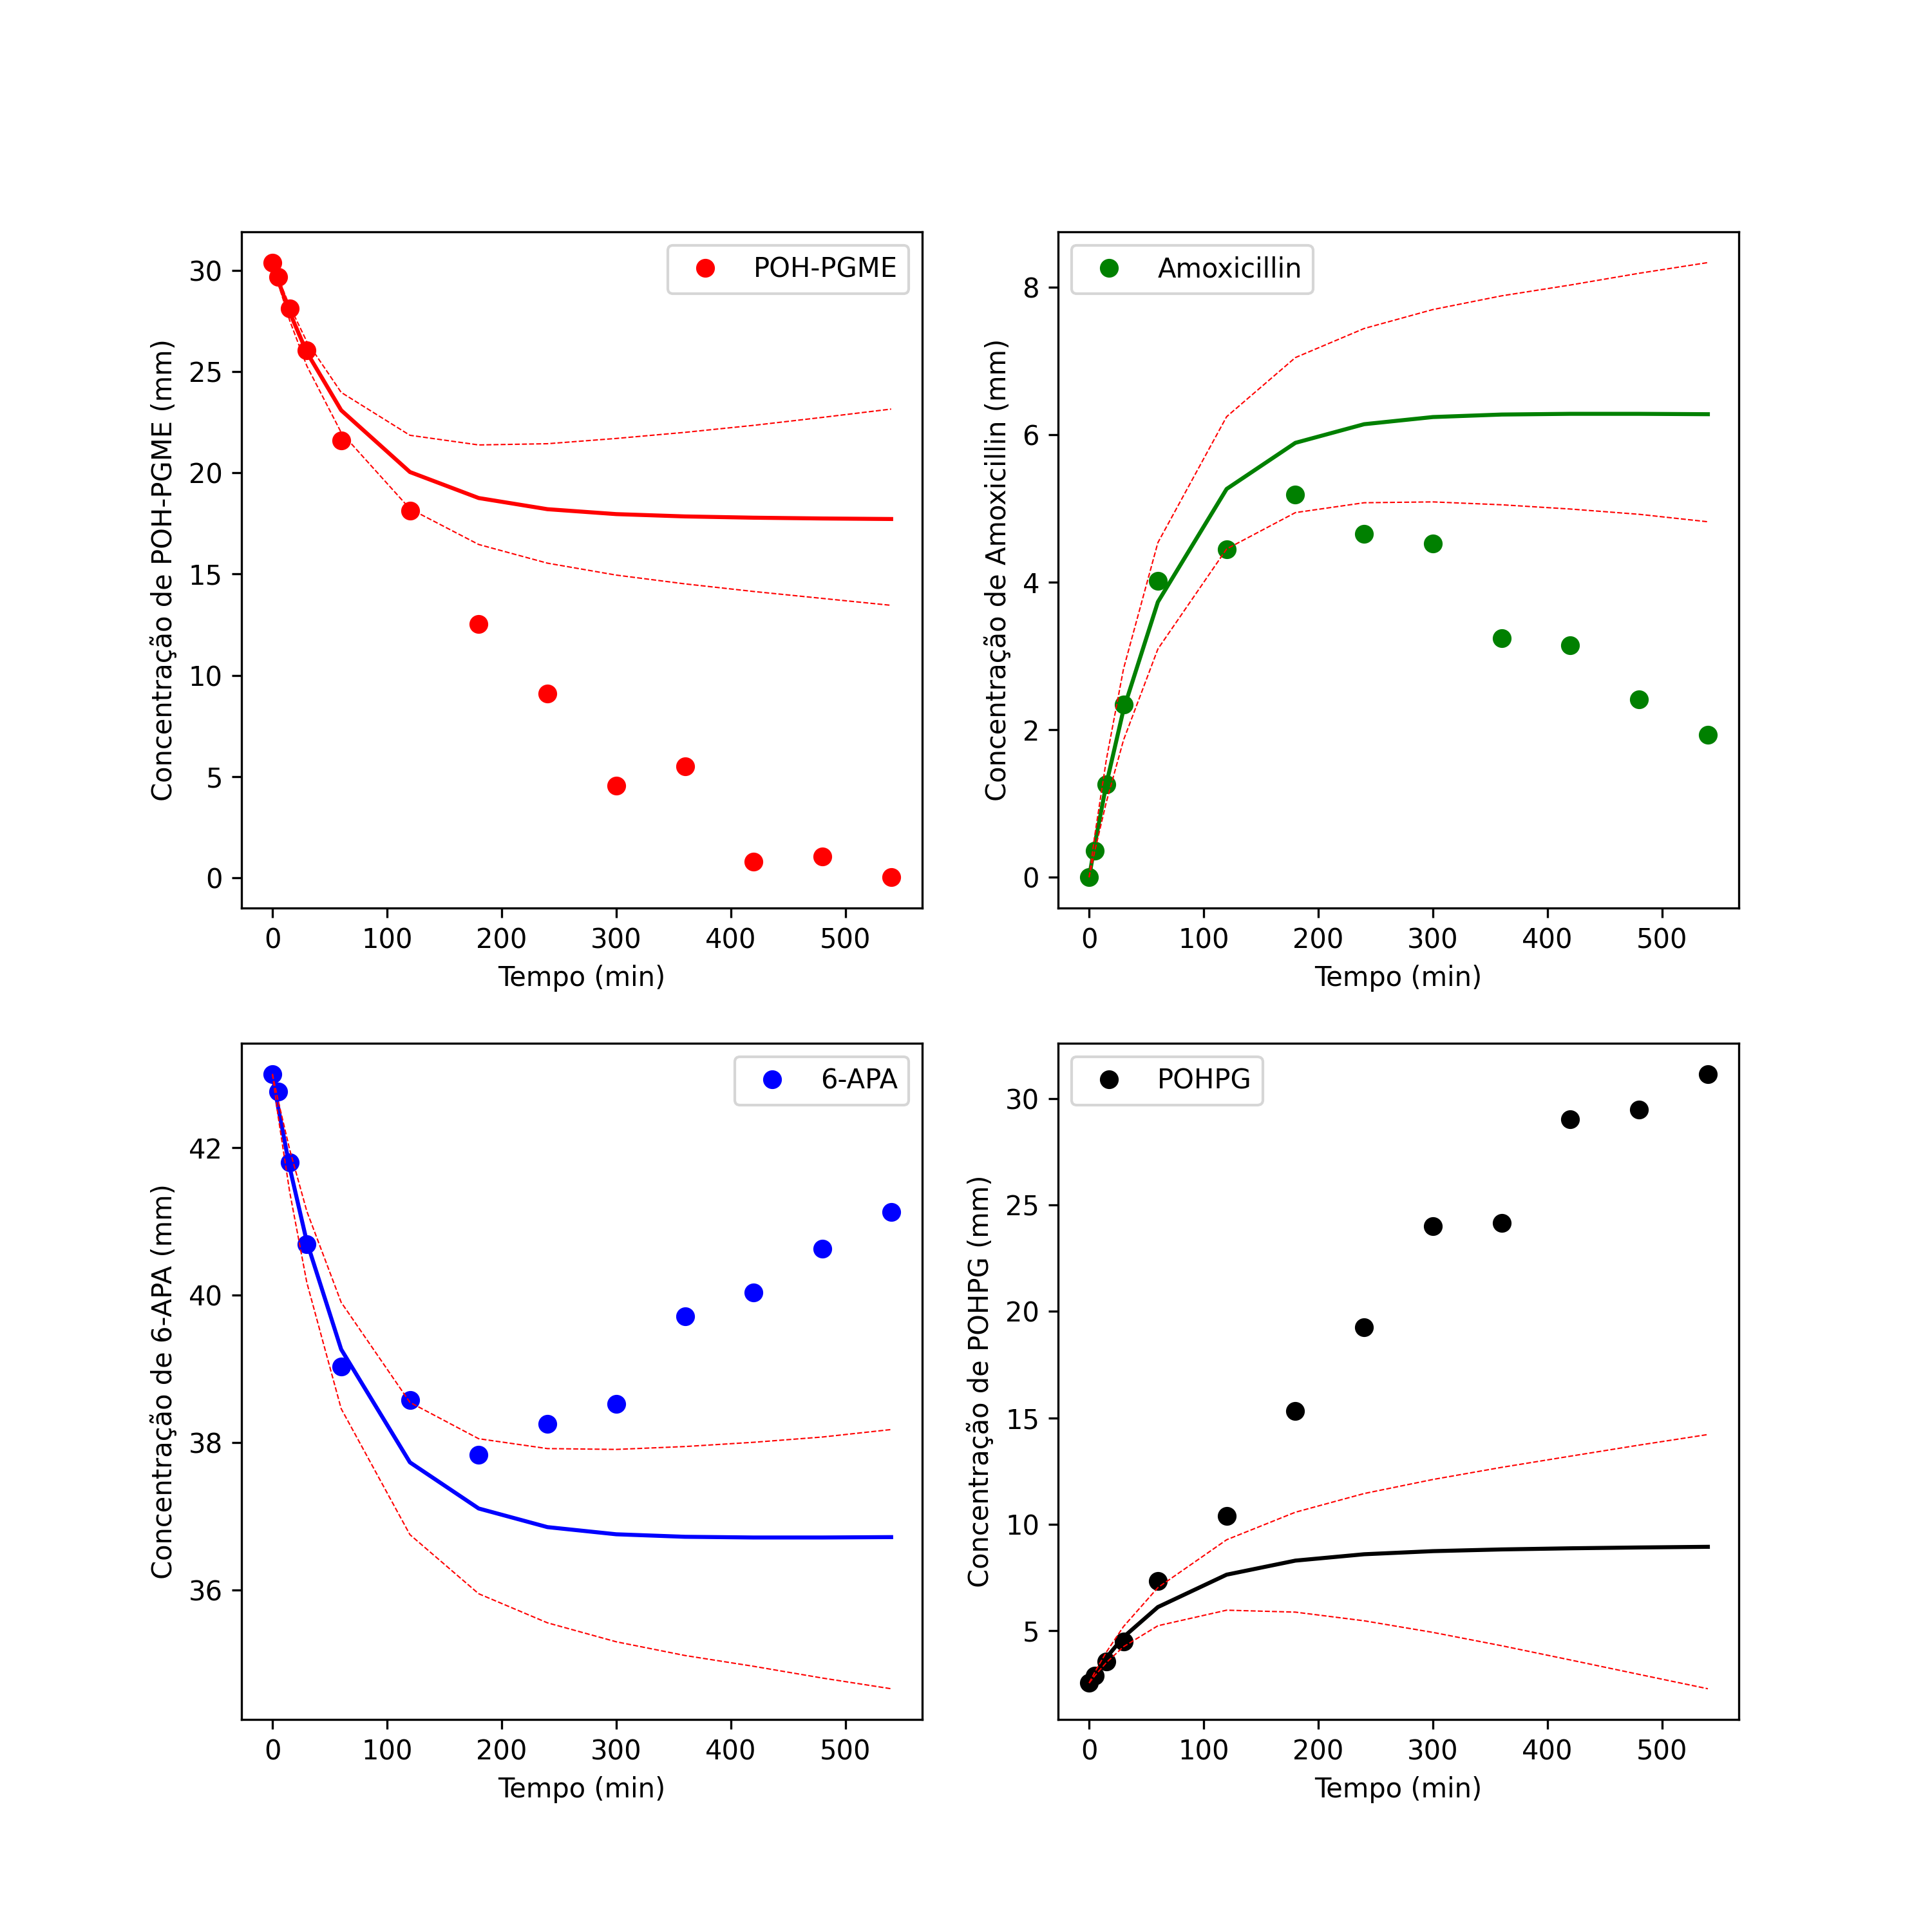 POH-PGME
Concentração de POH-PGME (mm)
30
25
20
15
10
5
0
0 100 200 300 400 500
Tempo (min)
Amoxicillin
Concentração de Amoxicillin (mm)
8
6
4
2
0
0 100 200 300 400 500
Tempo (min)
6-APA
Concentração de 6-APA (mm)
42
40
38
36
0 100 200 300 400 500
Tempo (min)
POHPG
Concentração de POHPG (mm)
30
25
20
15
10
5
0 100 200 300 400 500
Tempo (min)